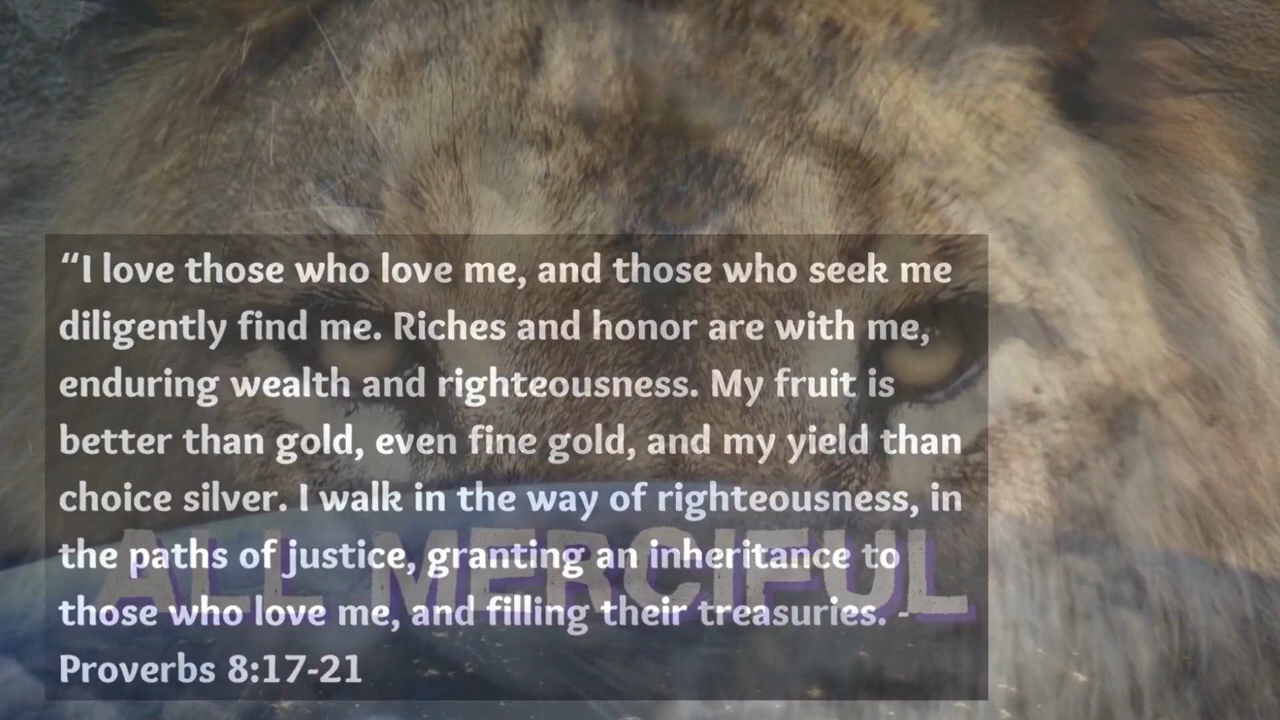 “I love those who love me, and those who seek me
diligently find me. Riches and honor are with me,
enduring wealth and righteousness. My fruit is
better than gold, even fine gold, and my yield than
choice silver. I walk in the way of righteousness, in
the paths of justice, granting an inheritance to
ALL MERCIFUL
those who love me, and filling their treasuries. -
Proverbs 8:17-21